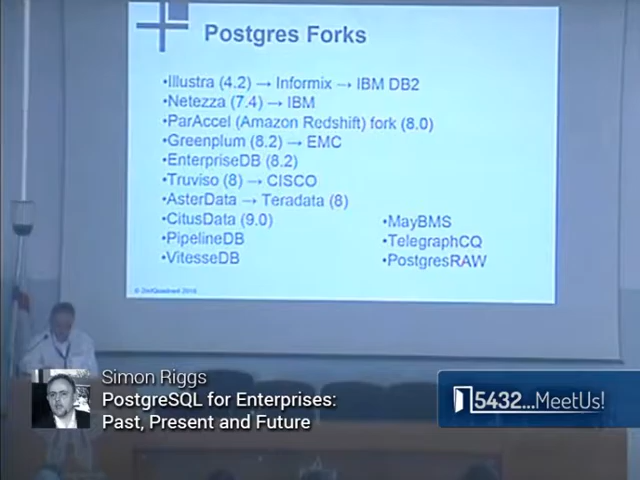 Postgres Forks
•Illustra (4.2) → Informix → IBM DB2
•Netezza (7.4) → IBM
•ParAccel (Amazon Redshift) fork (8.0)
•Greenplum (8.2) → EMC
•EnterpriseDB (8.2)
•Truviso (8) → CISCO
•AsterData → Teradata (8)
•CitusData (9.0)
•PipelineDB
•VitesseDB
•MayBMS
•TelegraphCQ
•PostgresRAW
© 2ndQuadrant
Simon Riggs
PostgreSQL for Enterprises:
Past, Present and Future
5432...MeetUs!